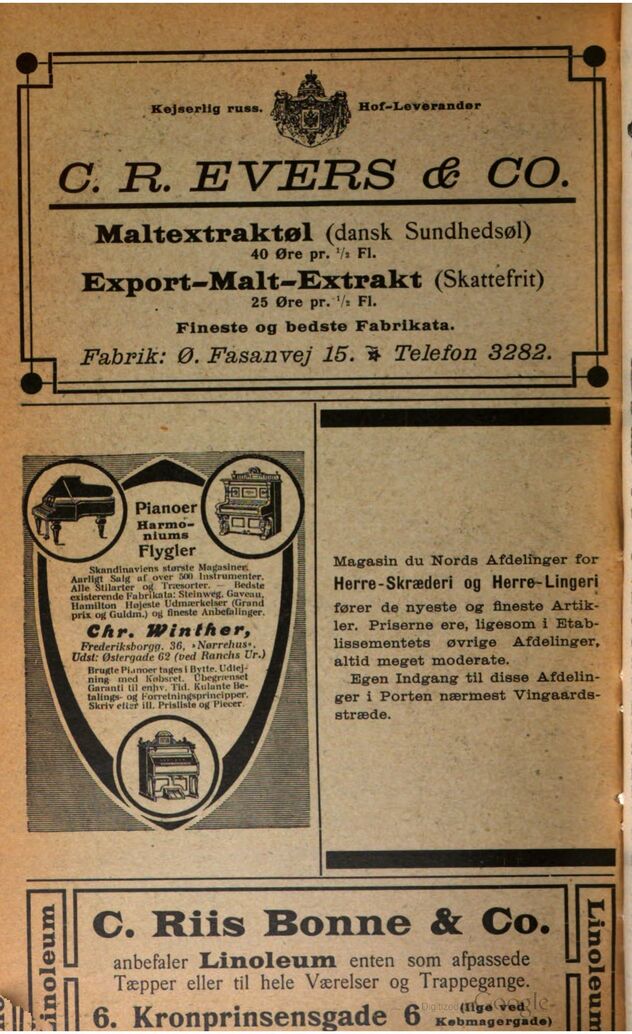 Kejserlig russ. Hof-Leverandør
C. R. EVERS & CO.
Maltextraktøl (dansk Sundhedsøl)
40 Øre pr. ½ Fl.
Export-Malt-Extrakt (Skattefrit)
25 Øre pr. ½ Fl.
Fineste og bedste Fabrikata.
Fabrik: Ø. Fasanvej 15. Telefon 3282.
Pianoer
Harmo-
niums
Flygler
Skandinaviens største Magasiner.
Aarligt Salg af over 500 Instrumenter.
Alle Stilarter og Træsorter. — Bedste
existerende Fabrikata: Steinweg, Gaveau,
Hamilton Højeste Udmærkelser (Grand
prix og Guldm.) og fineste Anbefalinger.
Chr. Winther,
Frederiksborgg. 36, »Nørrehus«,
Udst: Østergade 62 (ved Ranchs Ur.)
Brugte Pianoer tages i Bytte. Udlej-
ning med Købsret. Ubegrænset
Garanti til enhv. Tid. Kulante Be-
talings- og Forretningsprincipper.
Skriv efter ill. Prisliste og Piecer.
Magasin du Nords Afdelinger for
Herre-Skræderi og Herre-Lingeri
fører de nyeste og fineste Artik-
ler. Priserne ere, ligesom i Etab-
lissementets øvrige Afdelinger,
altid meget moderate.
Egen Indgang til disse Afdelin-
ger i Porten nærmest Vingaards-
stræde.
Linoleum
C. Riis Bonne & Co.
anbefaler Linoleum enten som afpassede
Tæpper eller til hele Værelser og Trappegange.
6. Kronprinsensgade 6 (lige ved
Købmagergade)
Linoleum
Digitized by Google